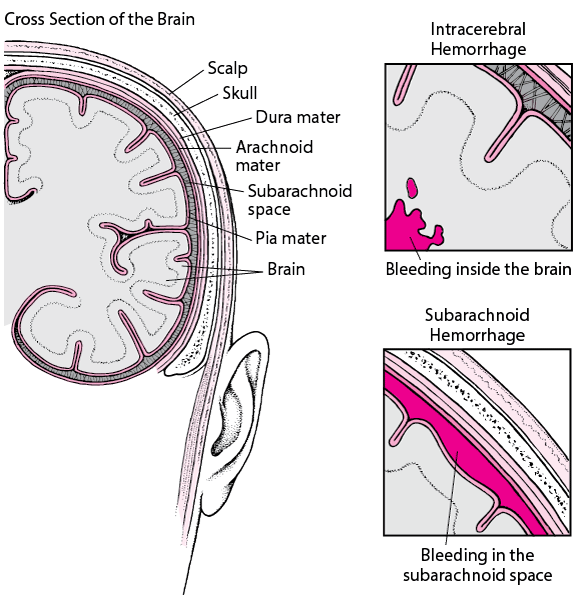 Cross Section of the Brain
Scalp
Skull
Dura mater
Arachnoid
mater
Subarachnoid
space
Pia mater
Brain
Intracerebral
Hemorrhage
Bleeding inside the brain
Subarachnoid
Hemorrhage
Bleeding in the
subarachnoid space